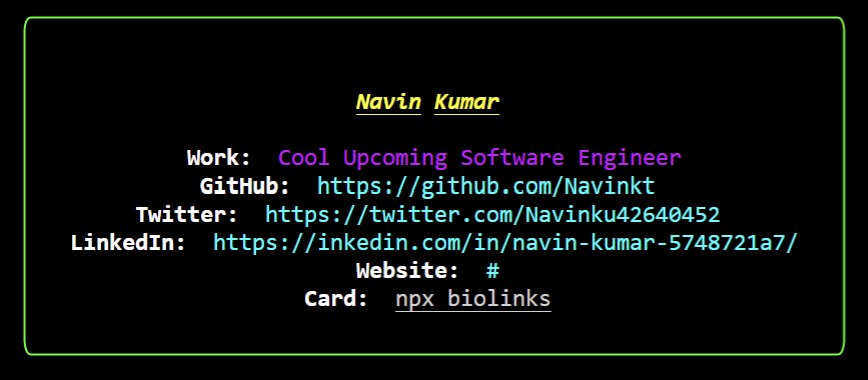 Navin Kumar
Work: Cool Upcoming Software Engineer
GitHub: https://github.com/Navinkt
Twitter: https://twitter.com/Navinku42640452
LinkedIn: https://inkedin.com/in/navin-kumar-5748721a7/
Website: #
Card: npx biolinks